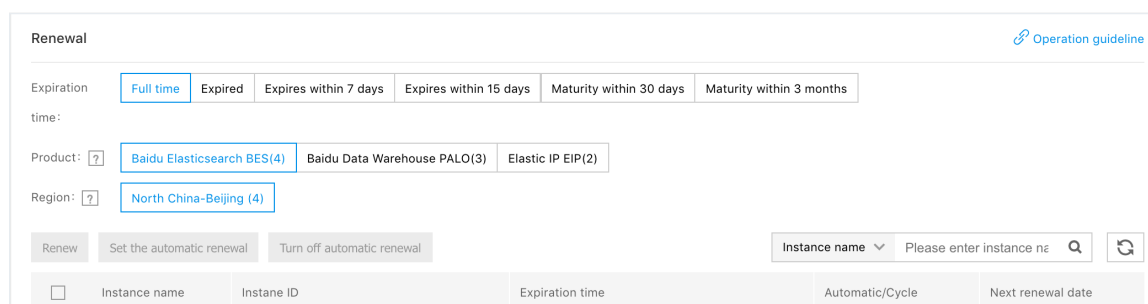 Renewal
Operation guideline
Expiration time: Full time Expired Expires within 7 days Expires within 15 days Maturity within 30 days Maturity within 3 months
Product: ? Baidu Elasticsearch BES(4) Baidu Data Warehouse PALO(3) Elastic IP EIP(2)
Region: ? North China-Beijing (4)
Renew Set the automatic renewal Turn off automatic renewal Instance name Please enter instance na
Instance name Instane ID Expiration time Automatic/Cycle Next renewal date